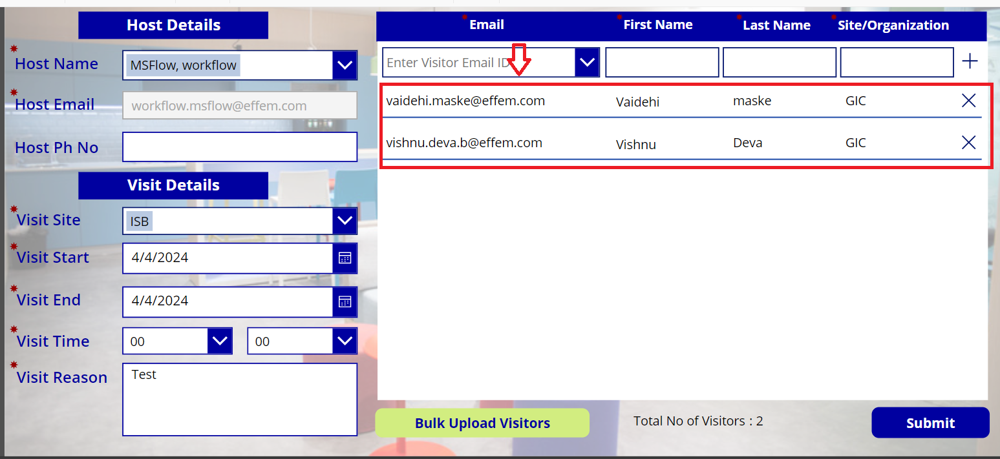 Host Details
Host Name
MSFlow, workflow
Host Email
workflow.msflow@effem.com
Host Ph No
Visit Details
Visit Site
ISB
Visit Start
4/4/2024
Visit End
4/4/2024
Visit Time
00 00
Visit Reason
Test
Email First Name Last Name Site/Organization
Enter Visitor Email ID
vaidehi.maske@effem.com Vaidehi maske GIC
vishnu.deva.b@effem.com Vishnu Deva GIC
Bulk Upload Visitors
Total No of Visitors : 2
Submit